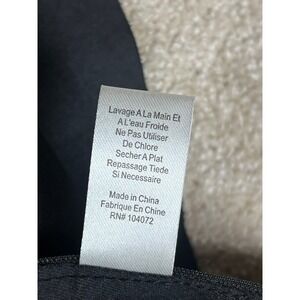 Lavage A La Main Et
A L'eau Froide
Ne Pas Utiliser
De Chlore
Secher A Plat
Repassage Tiede
Si Necessaire
Made in China
Fabrique En Chine
RN# 104072